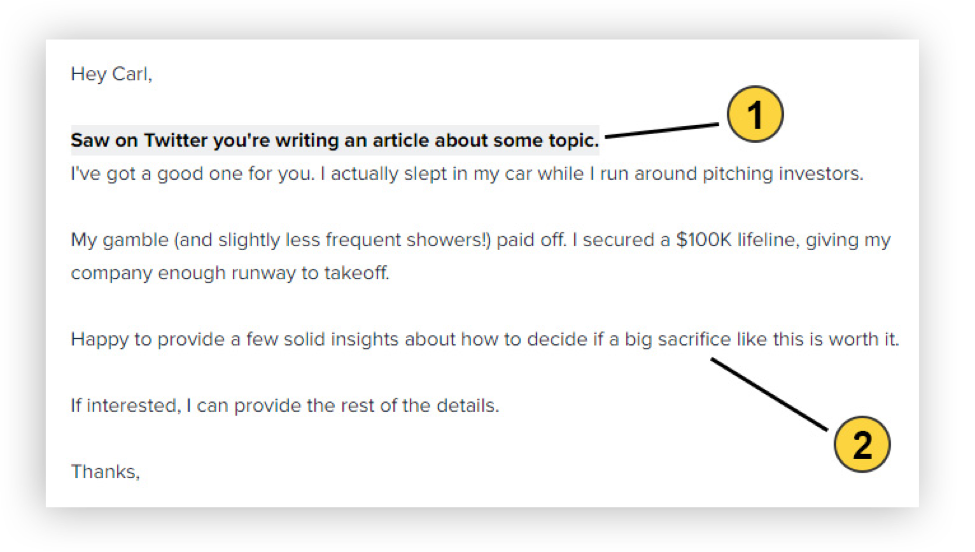 Hey Carl,
Saw on Twitter you're writing an article about some topic.
1
I've got a good one for you. I actually slept in my car while I run around pitching investors.
My gamble (and slightly less frequent showers!) paid off. I secured a $100K lifeline, giving my
company enough runway to takeoff.
Happy to provide a few solid insights about how to decide if a big sacrifice like this is worth it.
If interested, I can provide the rest of the details.
2
Thanks,